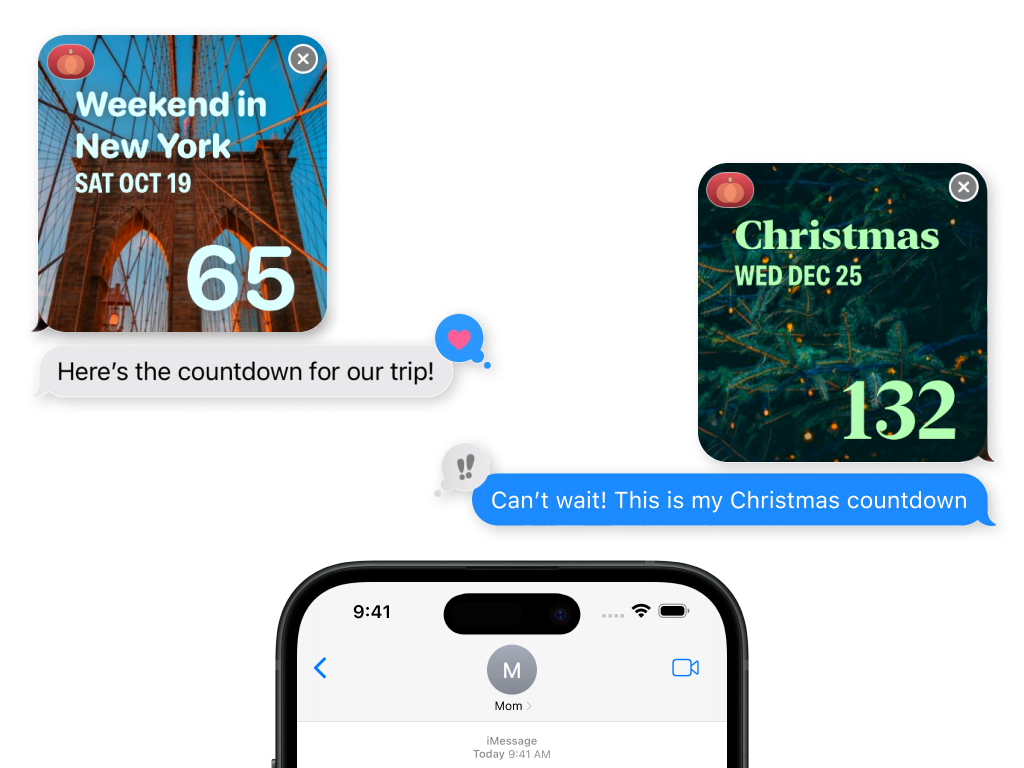 Weekend in
New York
SAT OCT 19
65
Here’s the countdown for our trip!
Christmas
WED DEC 25
132
Can’t wait! This is my Christmas countdown
9:41
M
Mom
iMessage
Today 9:41 AM